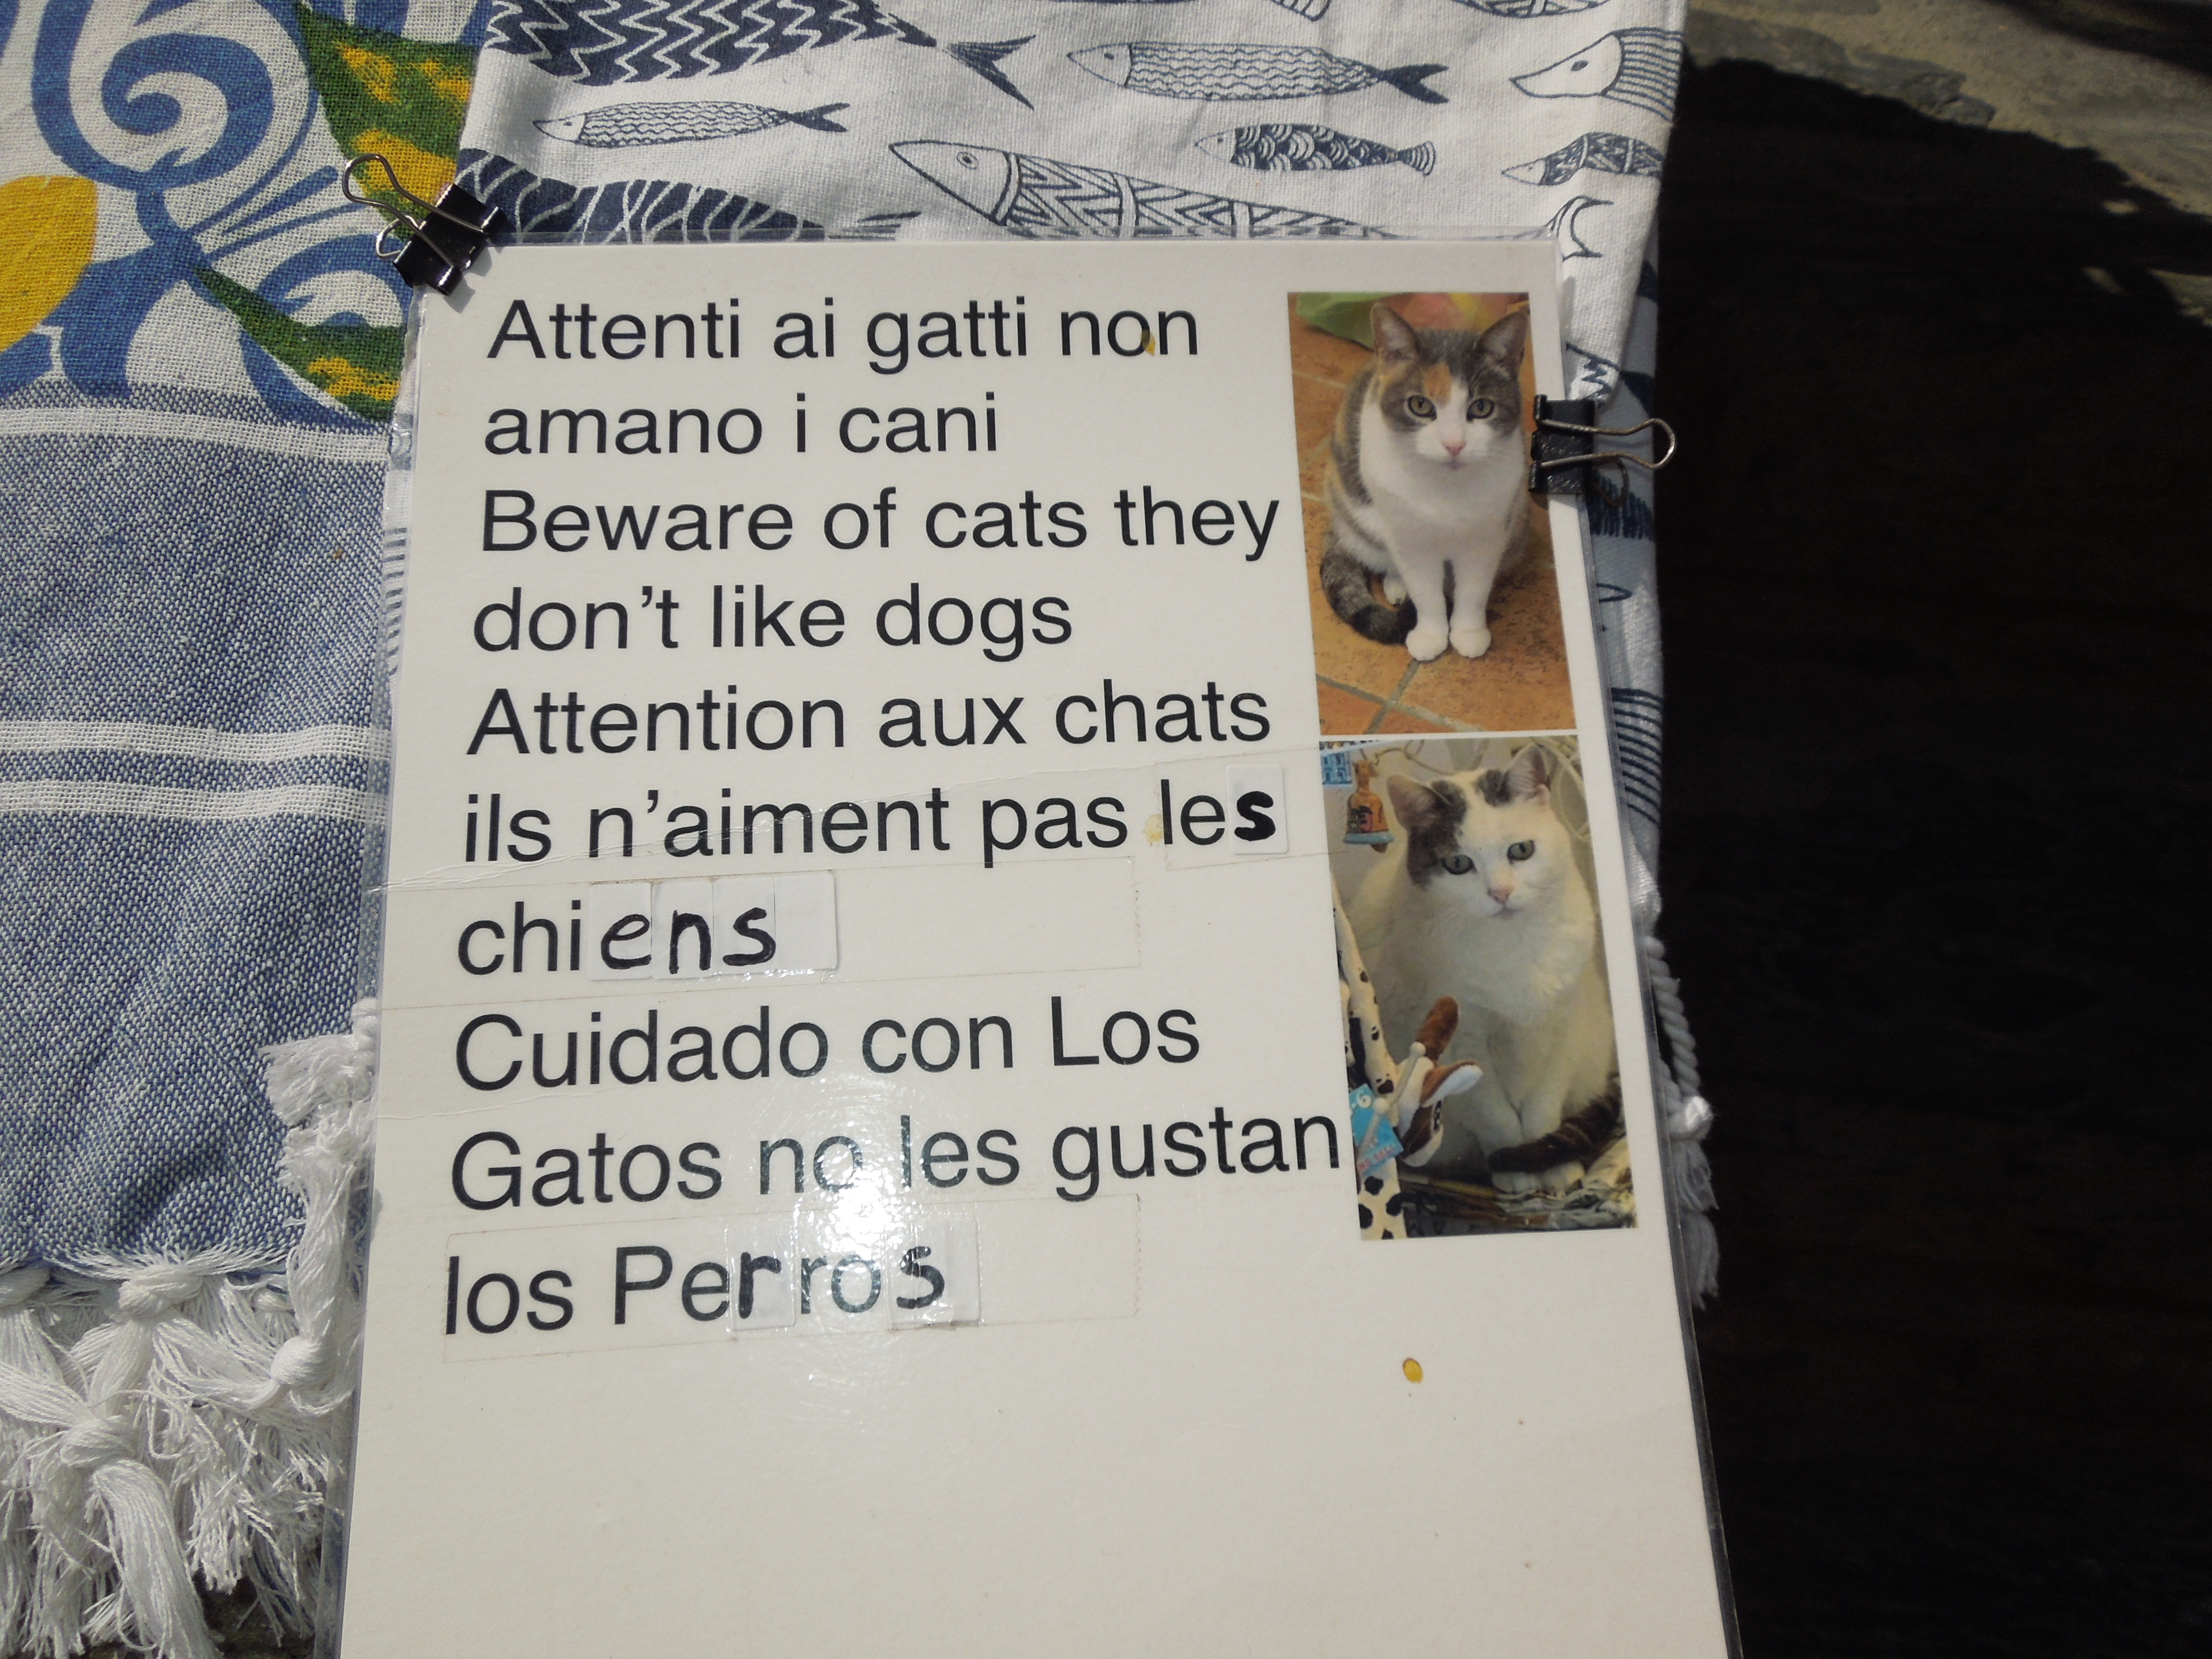 Attenti ai gatti non
amano i cani
Beware of cats they
don't like dogs
Attention aux chats
ils n'aiment pas les
chiens
Cuidado con Los
Gatos no les gustan
los Perros